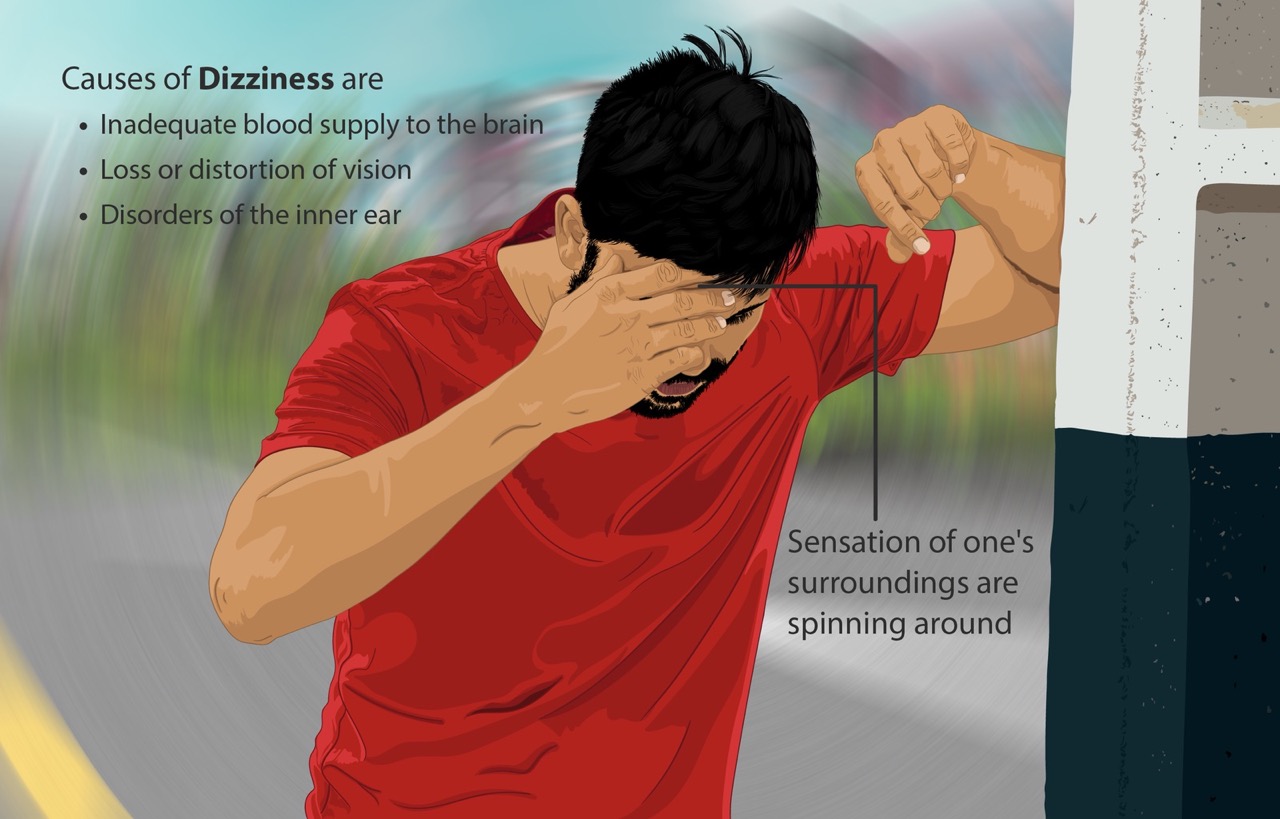 Causes of Dizziness are
• Inadequate blood supply to the brain
• Loss or distortion of vision
• Disorders of the inner ear
Sensation of one's
surroundings are
spinning around